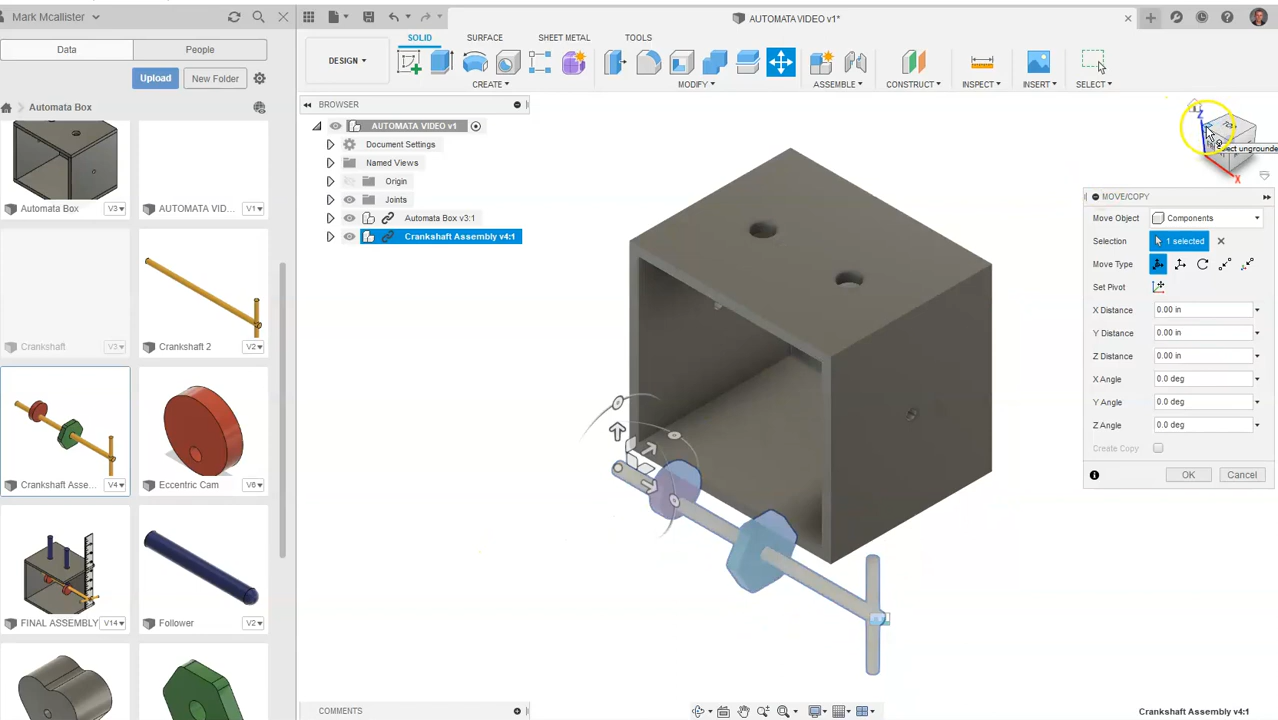 Mark Mcallister
AUTOMATA VIDEO v1*
Data
People
Upload
New Folder
Automata Box
Automata Box
V3
AUTOMATA VID...
V1
Crankshaft
V3
Crankshaft 2
V2
Crankshaft Asse...
V4
Eccentric Cam
V6
FINAL ASSEMBLY
V14
Follower
V2
DESIGN
SOLID
SURFACE
SHEET METAL
TOOLS
CREATE
MODIFY
ASSEMBLE
CONSTRUCT
INSPECT
INSERT
SELECT
BROWSER
AUTOMATA VIDEO v1
Document Settings
Named Views
Origin
Joints
Automata Box v3:1
Crankshaft Assembly v4:1
Z
X
MOVE/COPY
Move Object
Components
Selection
1 selected
Move Type
Set Pivot
X Distance
0.00 in
Y Distance
0.00 in
Z Distance
0.00 in
X Angle
0.0 deg
Y Angle
0.0 deg
Z Angle
0.0 deg
Create Copy
OK
Cancel
COMMENTS
Crankshaft Assembly v4:1